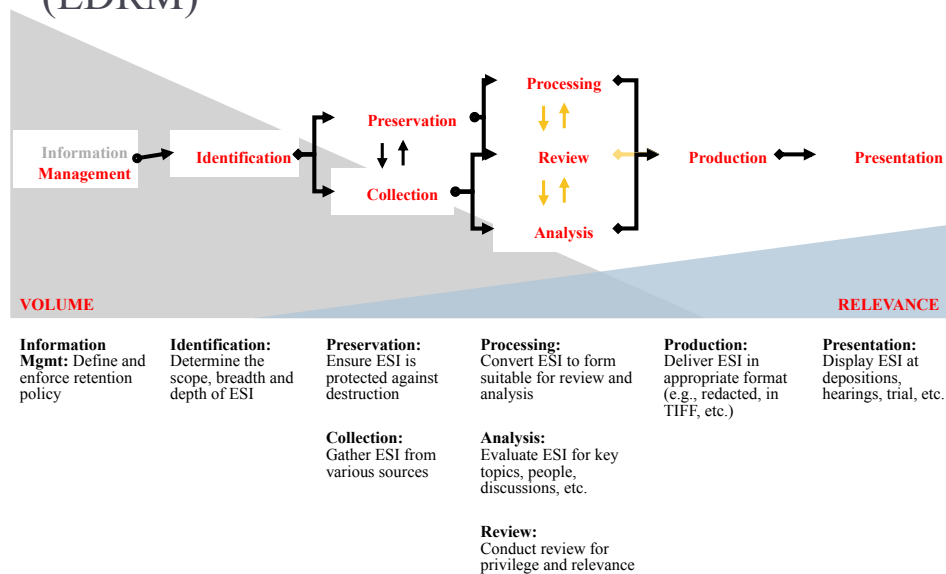 (EDRM)
Processing
Preservation
Information
Management
Identification
Review
Production
Presentation
Collection
Analysis
VOLUME
RELEVANCE
Information
Mgmt: Define and
enforce retention
policy
Identification:
Determine the
scope, breadth and
depth of ESI
Preservation:
Ensure ESI is
protected against
destruction
Collection:
Gather ESI from
various sources
Processing:
Convert ESI to form
suitable for review and
analysis
Analysis:
Evaluate ESI for key
topics, people,
discussions, etc.
Review:
Conduct review for
privilege and relevance
Production:
Deliver ESI in
appropriate format
(e.g., redacted, in
TIFF, etc.)
Presentation:
Display ESI at
depositions,
hearings, trial, etc.